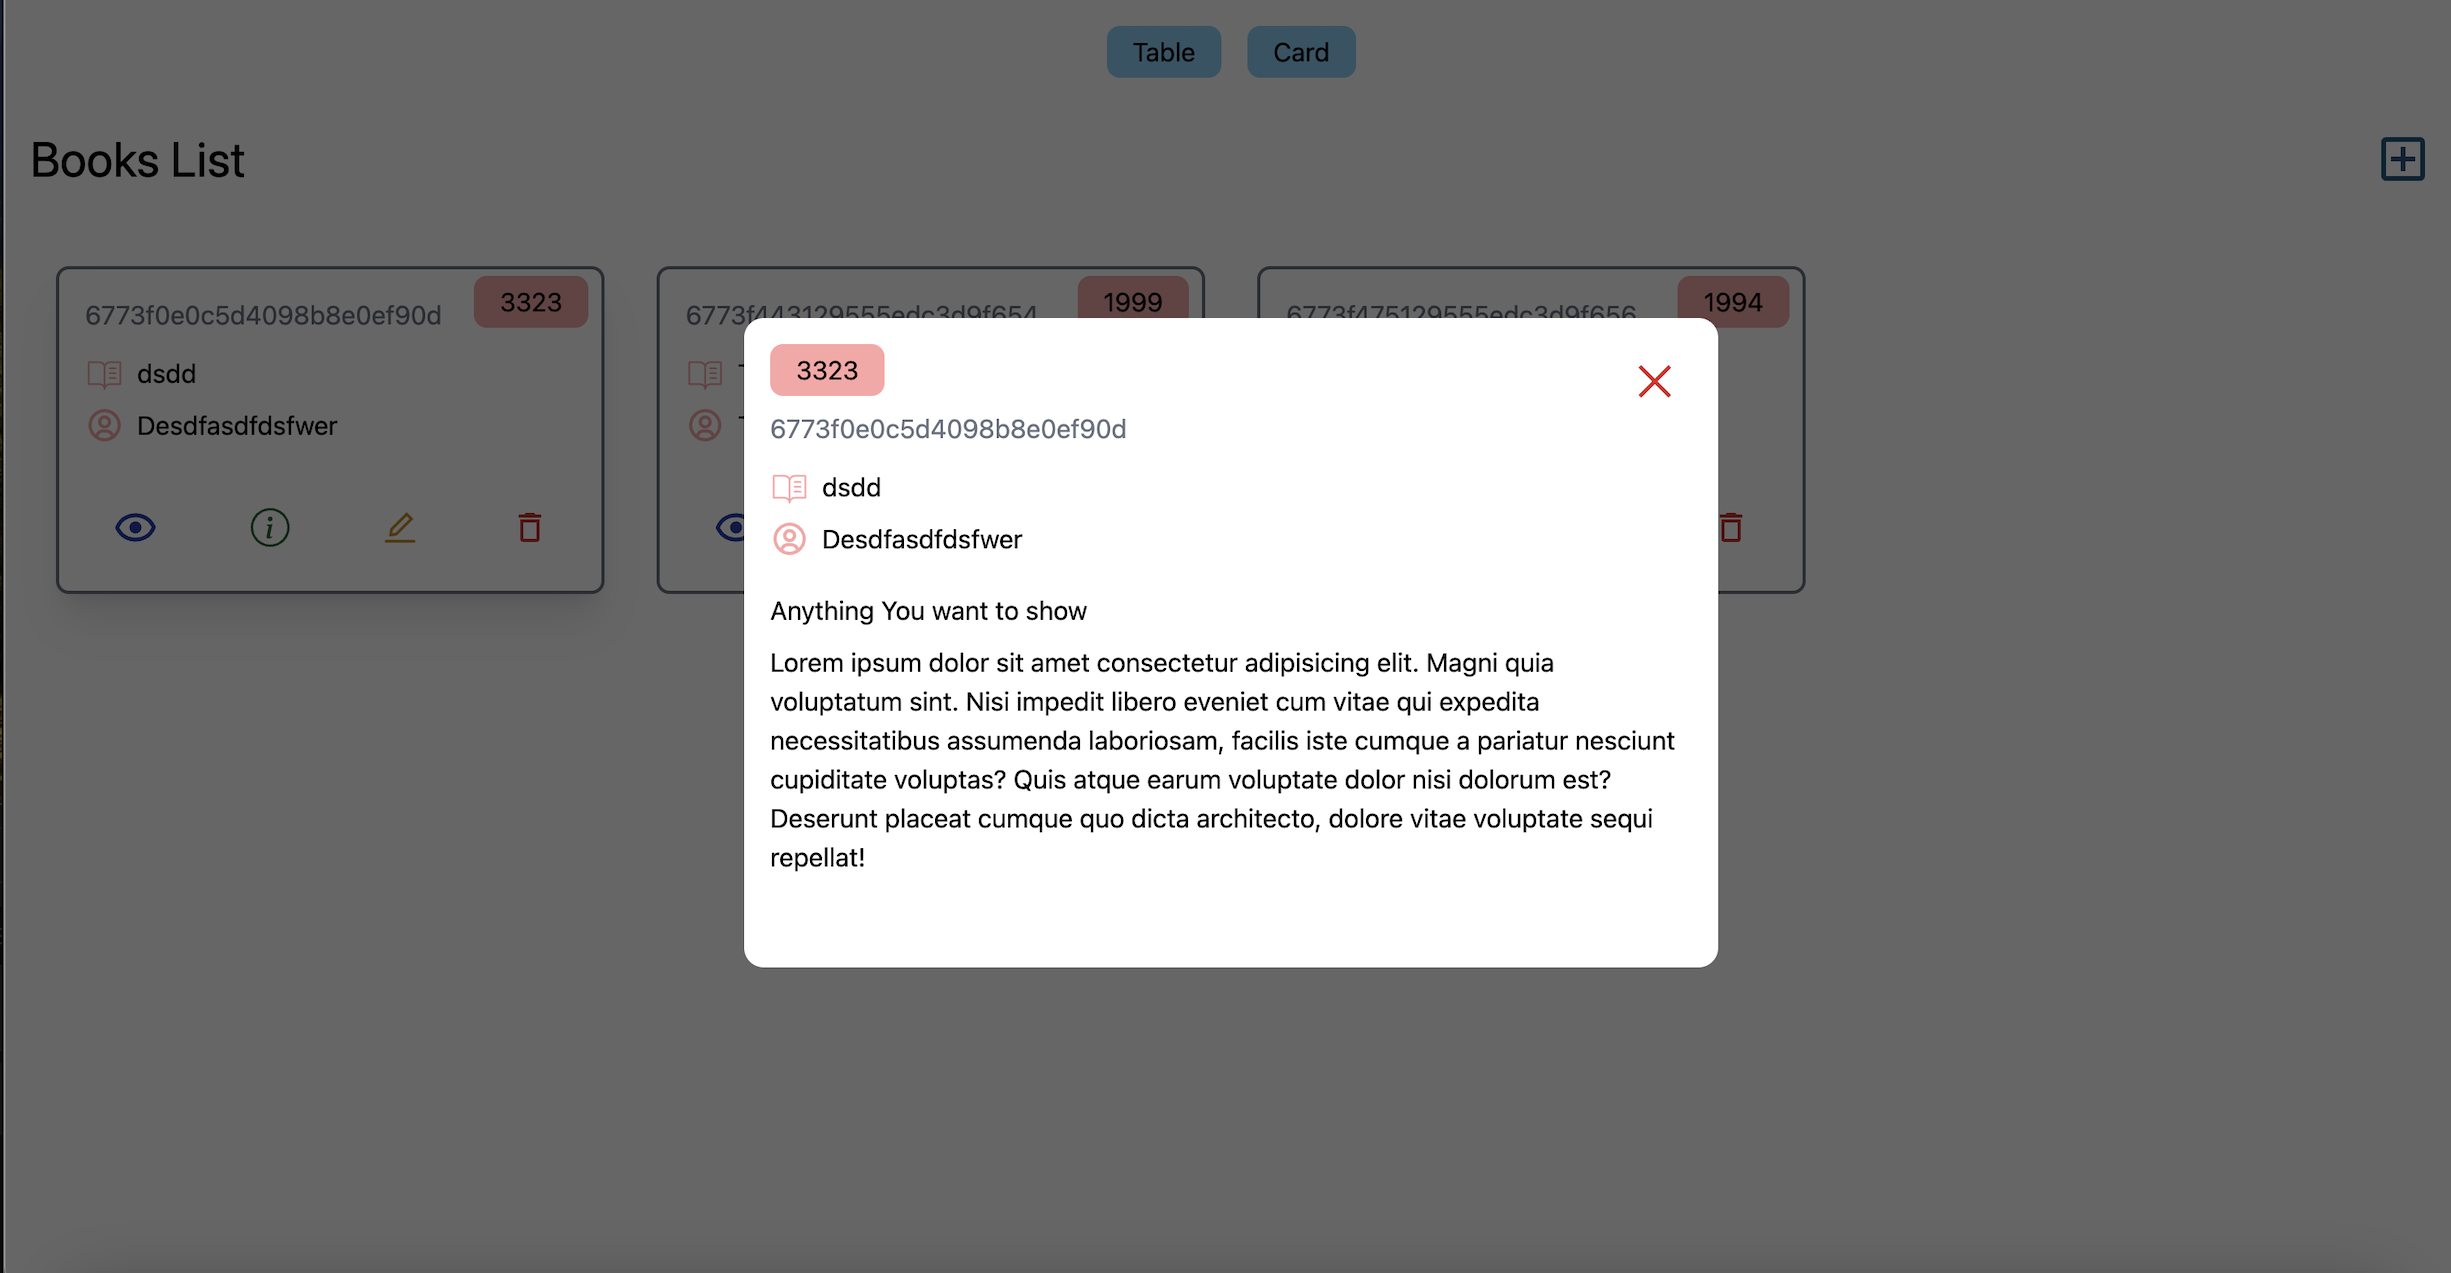 Table
Card
Books List
6773f0e0c5d4098b8e0ef90d
3323
dsdd
Desdfasdfdsfwer
6773f443129555edc3d9f654
1999
6773f475129555edc3d9f656
1994
3323
6773f0e0c5d4098b8e0ef90d
dsdd
Desdfasdfdsfwer
Anything You want to show
Lorem ipsum dolor sit amet consectetur adipisicing elit. Magni quia
voluptatum sint. Nisi impedit libero eveniet cum vitae qui expedita
necessitatibus assumenda laboriosam, facilis iste cumque a pariatur nesciunt
cupiditate voluptas? Quis atque earum voluptate dolor nisi dolorum est?
Deserunt placeat cumque quo dicta architecto, dolore vitae voluptate sequi
repellat!